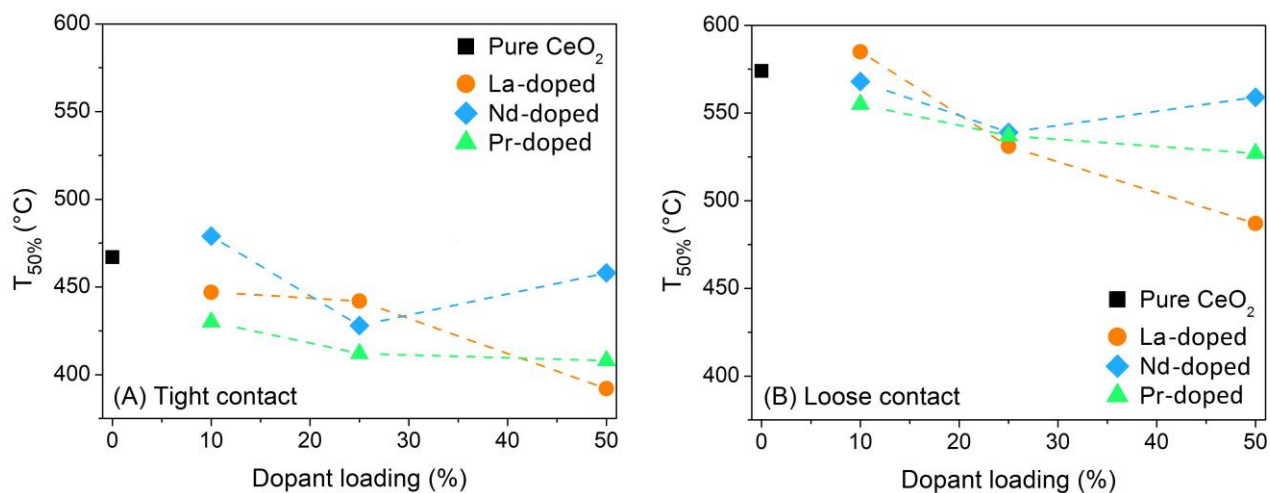 600
550
500
450
400
T50% (°C)
Pure CeO2
La-doped
Nd-doped
Pr-doped
(A) Tight contact
0
10
20
30
40
50
Dopant loading (%)
600
550
500
450
400
T50% (°C)
Pure CeO2
La-doped
Nd-doped
Pr-doped
(B) Loose contact
0
10
20
30
40
50
Dopant loading (%)